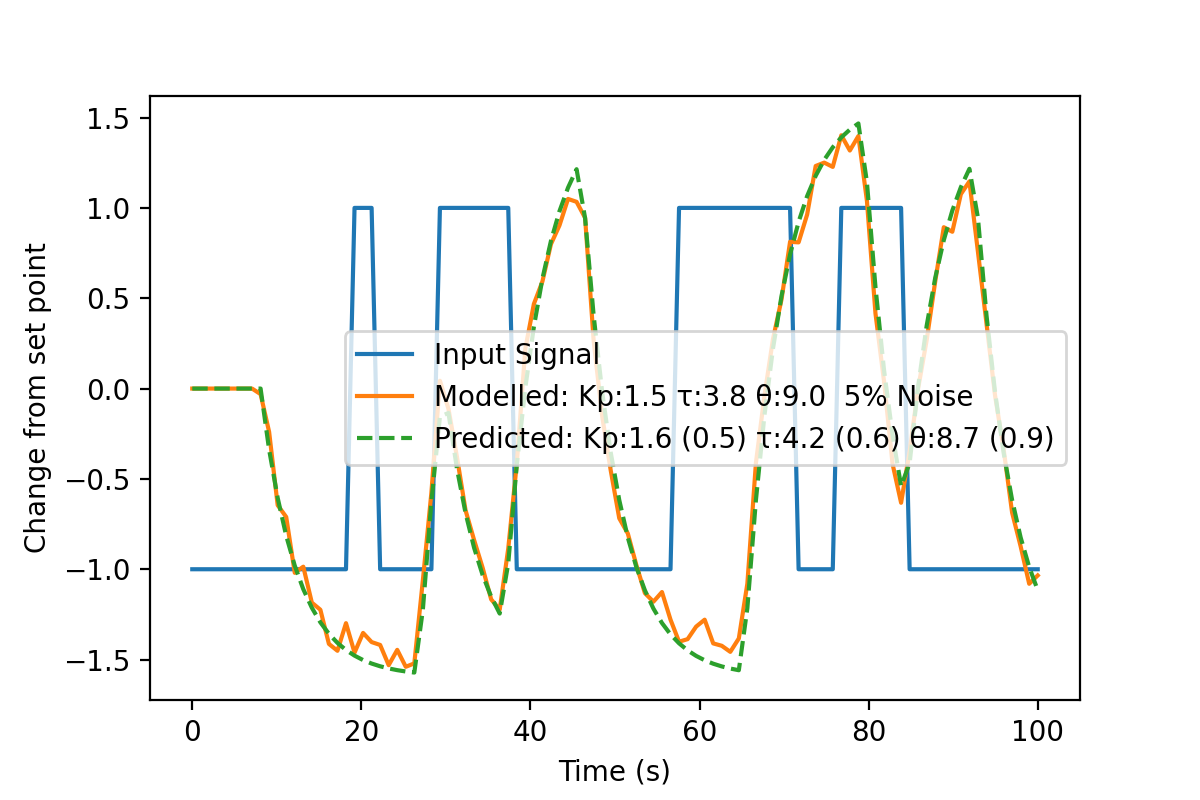 1.5
1.0
0.5
0.0
−0.5
−1.0
−1.5
Change from set point
Input Signal
Modelled: Kp:1.5 τ:3.8 θ:9.0  5% Noise
Predicted: Kp:1.6 (0.5) τ:4.2 (0.6) θ:8.7 (0.9)
0 20 40 60 80 100
Time (s)